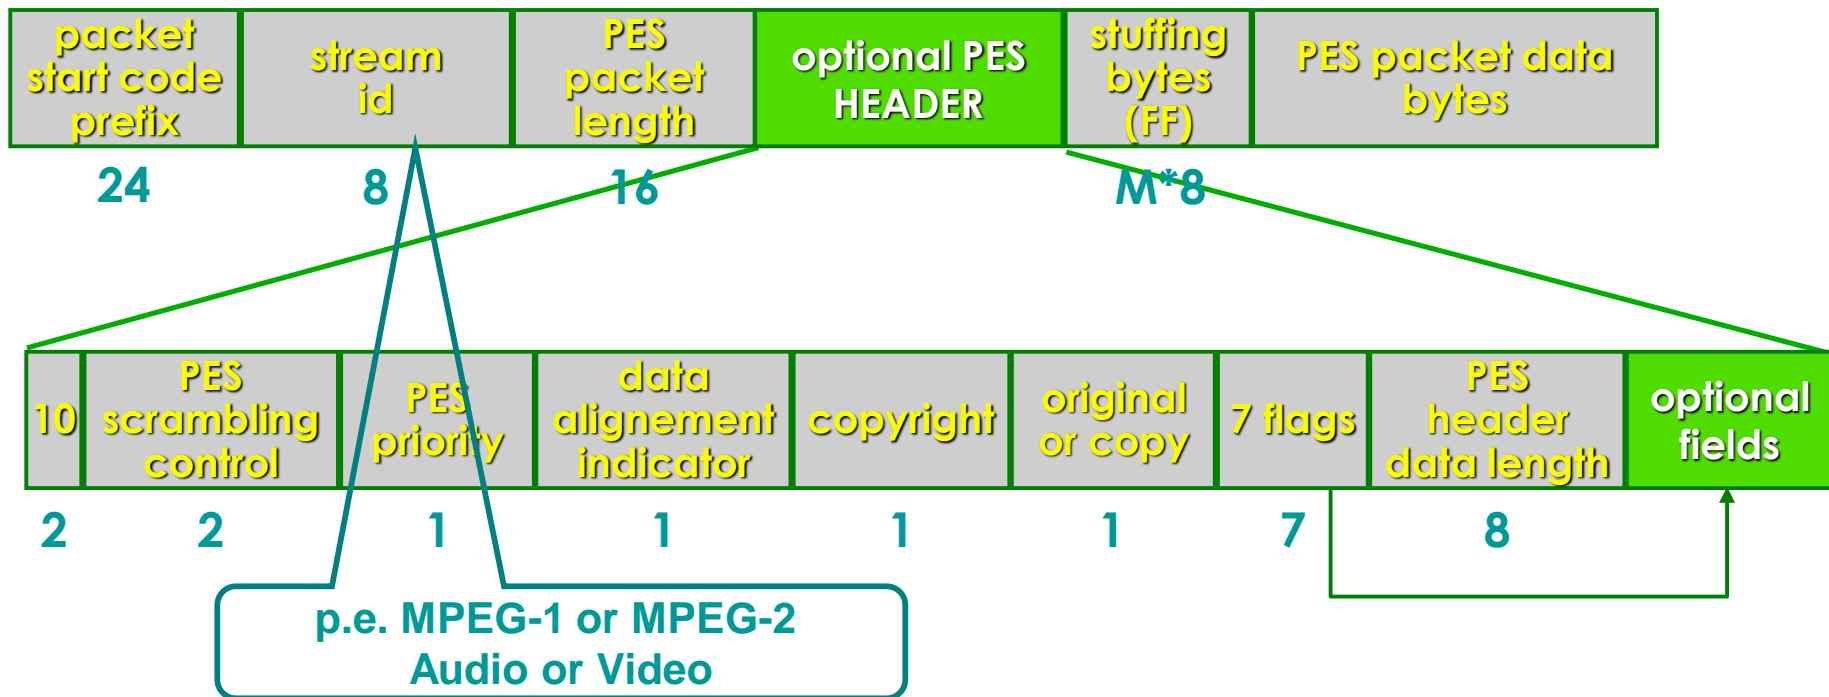 packet
start code
prefix
stream
id
PES
packet
length
optional PES
HEADER
stuffing
bytes
(FF)
PES packet data
bytes
24
8
16
M*8
10
PES
scrambling
control
PES
priority
data
alignement
indicator
copyright
original
or copy
7 flags
PES
header
data length
optional
fields
2
2
1
1
1
1
7
8
p.e. MPEG-1 or MPEG-2
Audio or Video